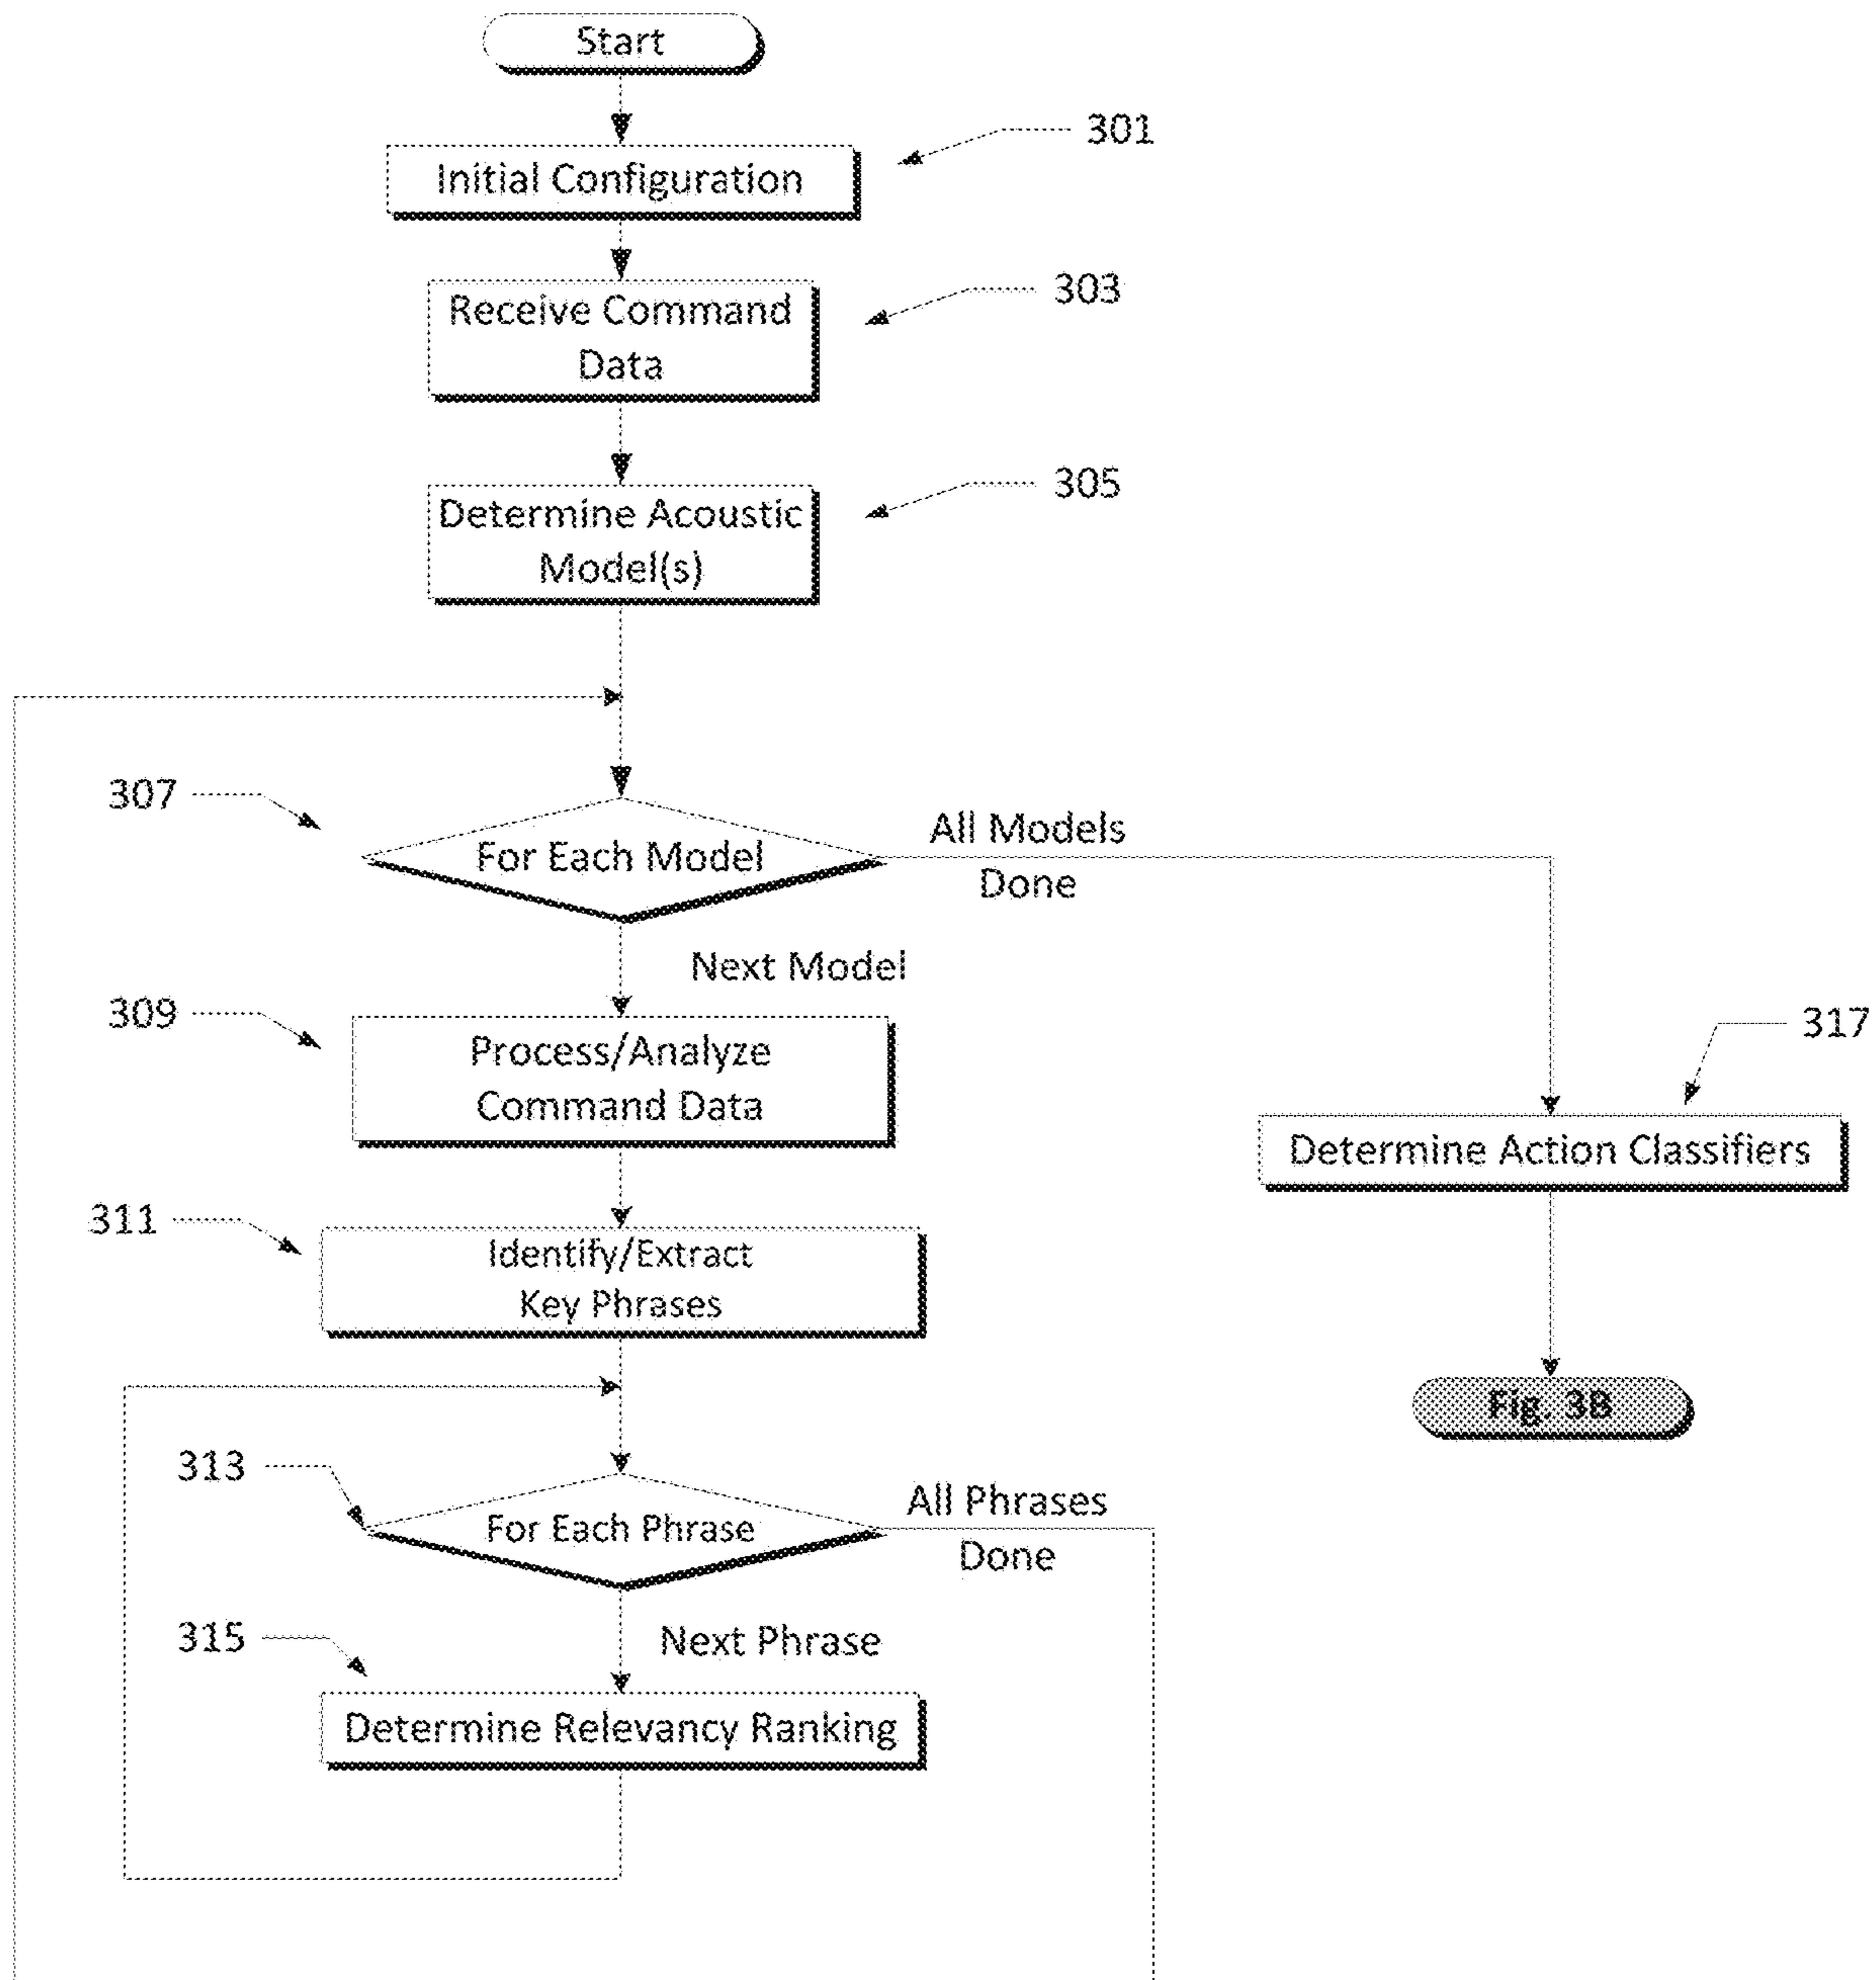 Start
301
Initial Configuration
303
Receive Command
Data
305
Determine Acoustic
Model(s)
307
For Each Model
All Models
Done
Next Model
309
Process/Analyze
Command Data
317
Determine Action Classifiers
311
Identify/Extract
Key Phrases
Fig. 3B
313
For Each Phrase
All Phrases
Done
315
Next Phrase
Determine Relevancy Ranking